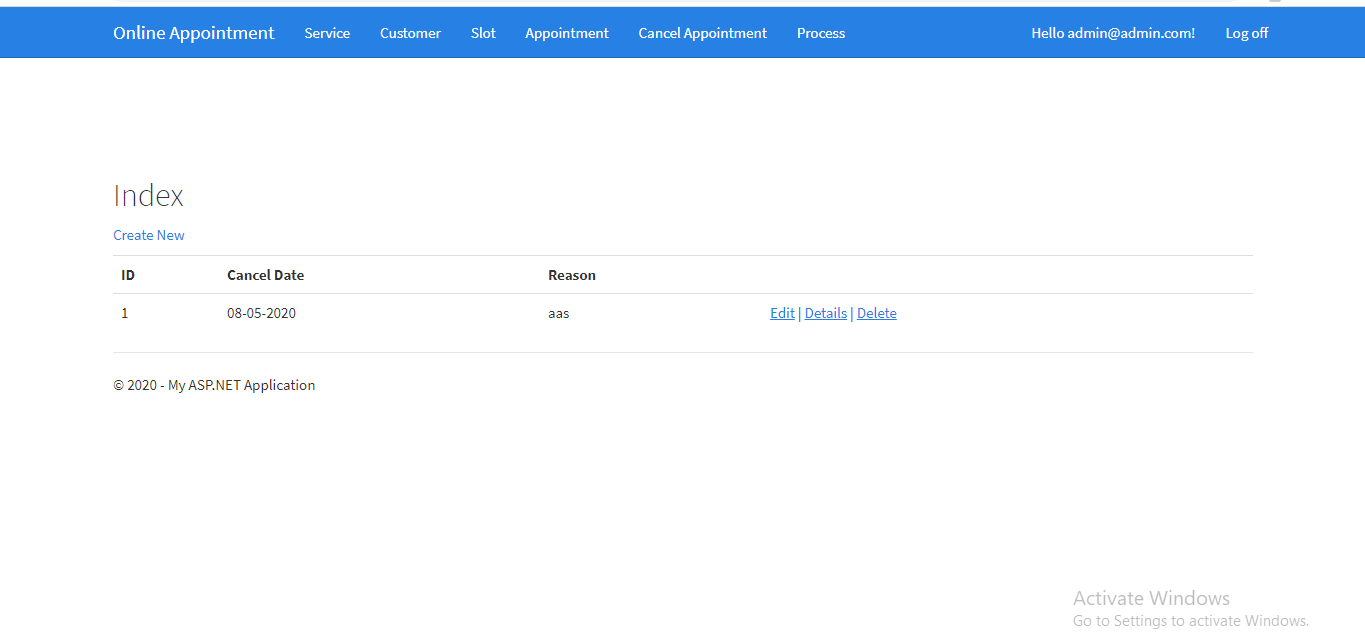 Online Appointment Service Customer Slot Appointment Cancel Appointment Process Hello admin@admin.com! Log off
Index
Create New
ID Cancel Date Reason
1 08-05-2020 aas Edit | Details | Delete
© 2020 - My ASP.NET Application
Activate Windows
Go to Settings to activate Windows.